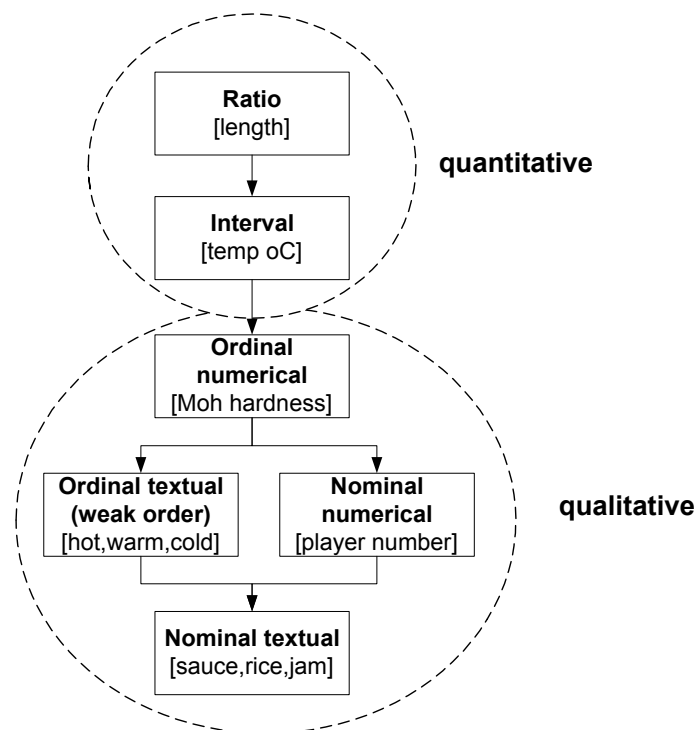 Ratio
[length]
quantitative
Interval
[temp oC]
Ordinal
numerical
[Moh hardness]
Ordinal textual
(weak order)
[hot,warm,cold]
Nominal
numerical
[player number]
qualitative
Nominal textual
[sauce,rice,jam]